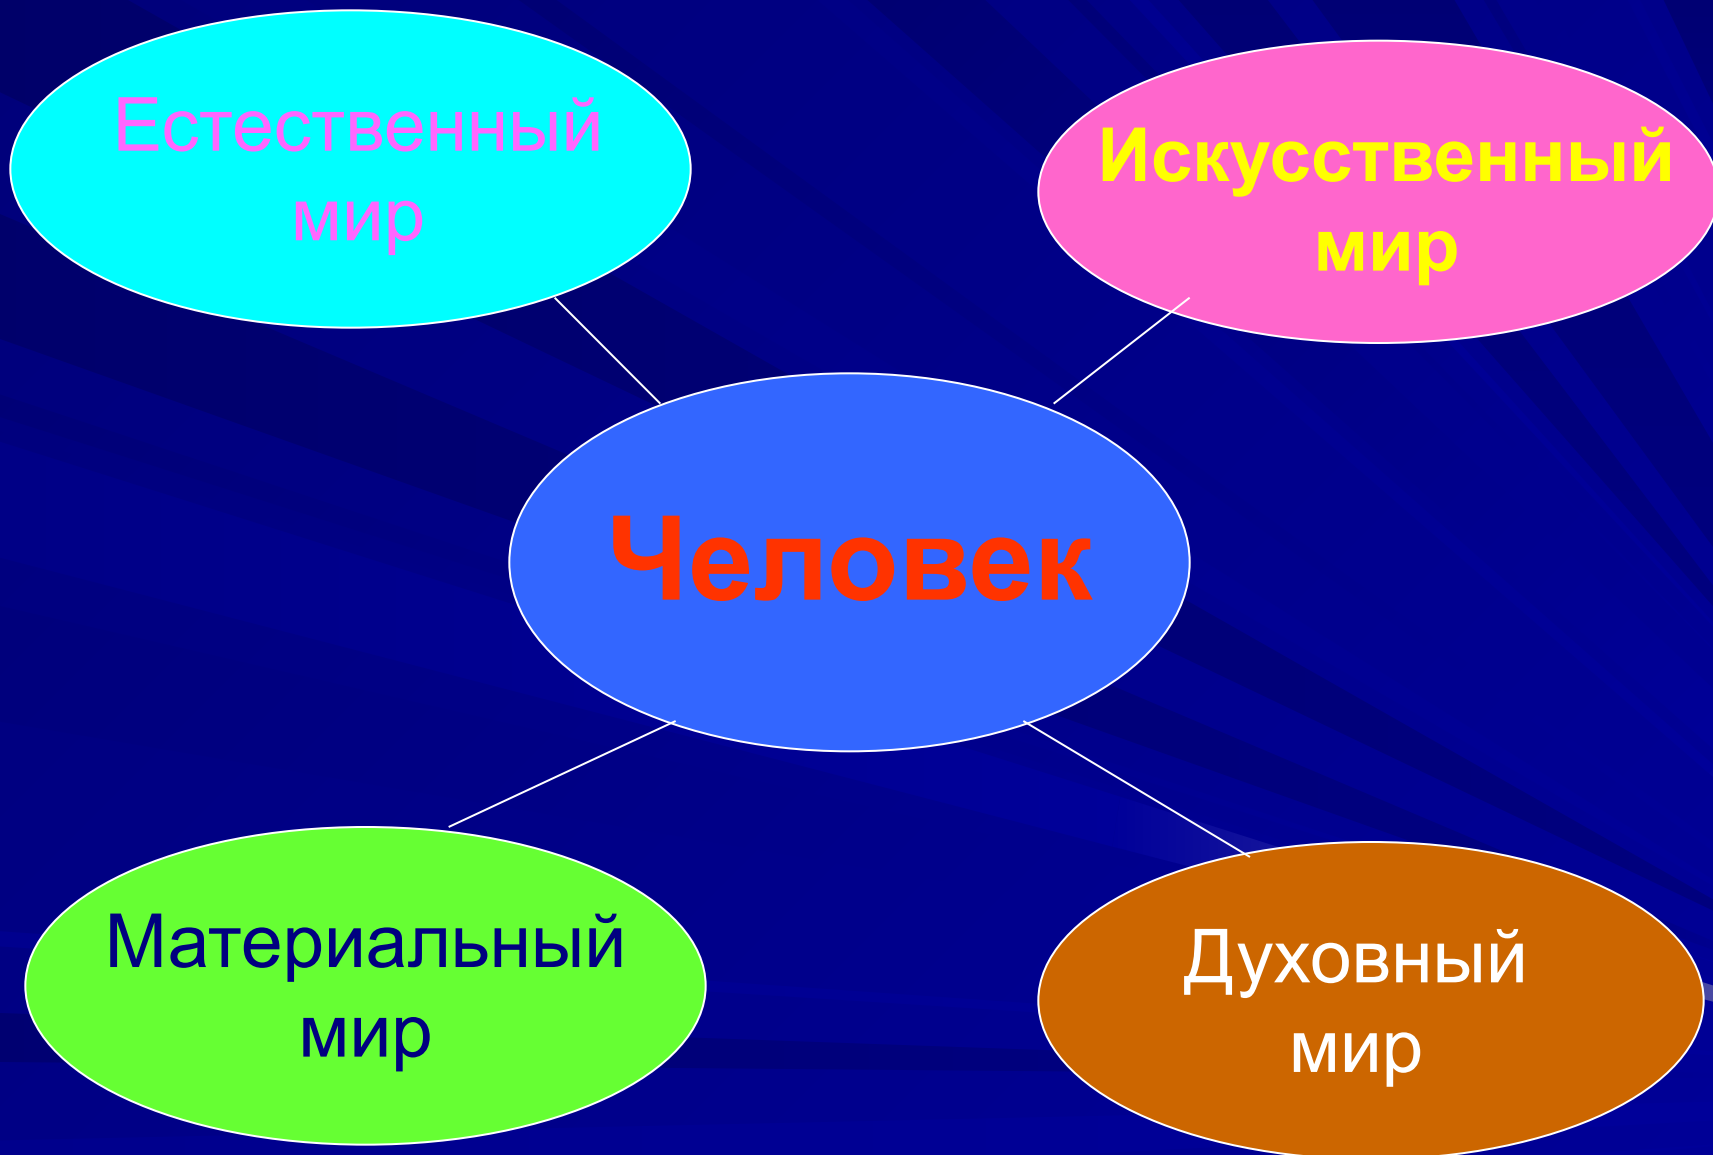 Естественный
мир
Искусственный
мир
Человек
Материальный
мир
Духовный
мир